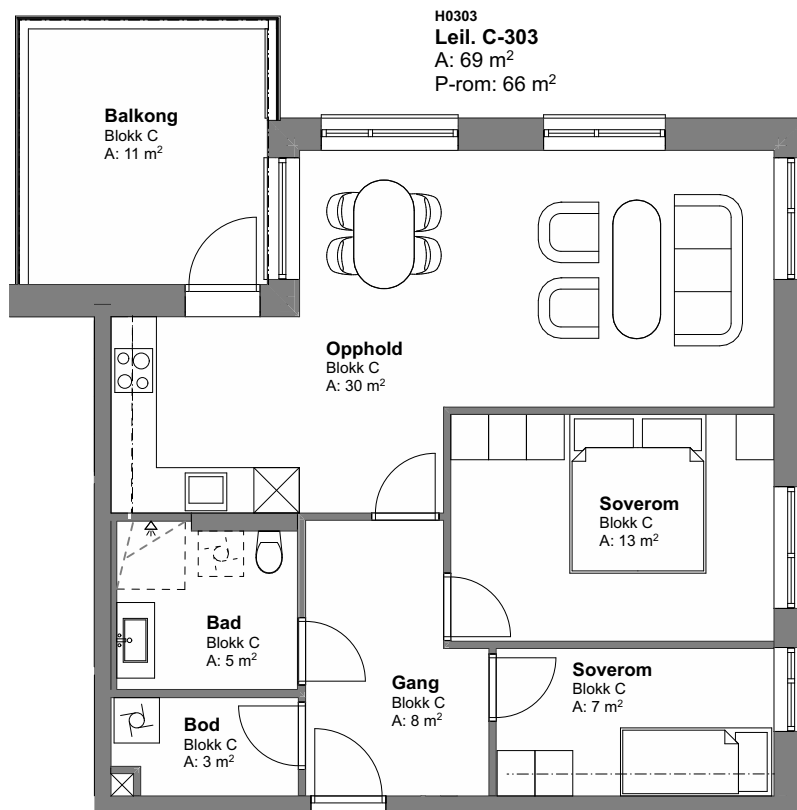 H0303
Leil. C-303
A: 69 m²
P-rom: 66 m²
Balkong
Blokk C
A: 11 m²
Opphold
Blokk C
A: 30 m²
Soverom
Blokk C
A: 13 m²
Bad
Blokk C
A: 5 m²
Soverom
Blokk C
A: 7 m²
Gang
Blokk C
A: 8 m²
Bod
Blokk C
A: 3 m²